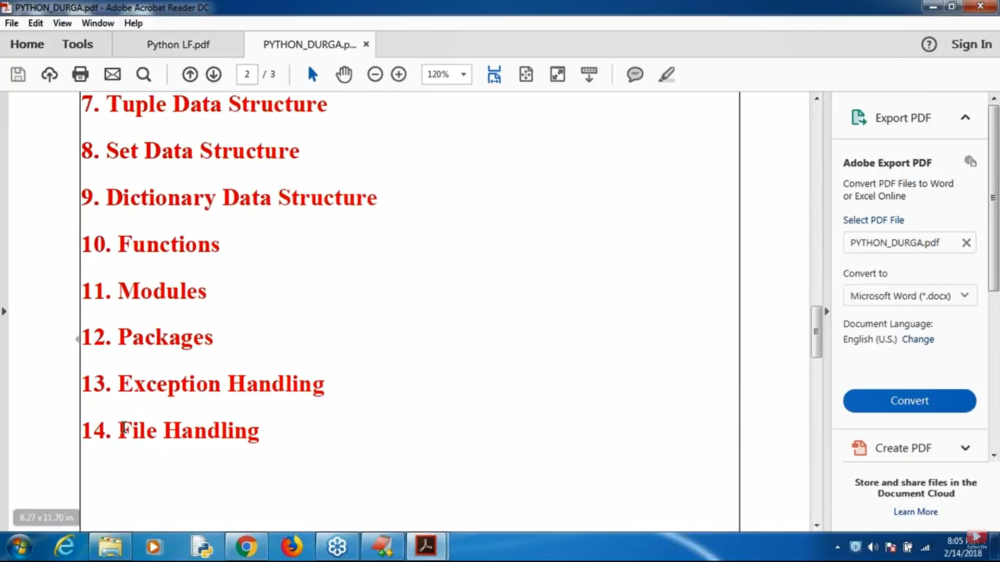 PYTHON_DURGA.pdf - Adobe Acrobat Reader DC
File Edit View Window Help
Home Tools Python LF.pdf PYTHON_DURGA.p... Sign In
2 / 3 120%
7. Tuple Data Structure
8. Set Data Structure
9. Dictionary Data Structure
10. Functions
11. Modules
12. Packages
13. Exception Handling
14. File Handling
8.27 x 11.70 in
Export PDF
Adobe Export PDF
Convert PDF Files to Word
or Excel Online
Select PDF File
PYTHON_DURGA.pdf
Convert to
Microsoft Word (*.docx)
Document Language:
English (U.S.) Change
Convert
Create PDF
Store and share files in the
Document Cloud
Learn More
8:05
Subscribe
2/14/2018